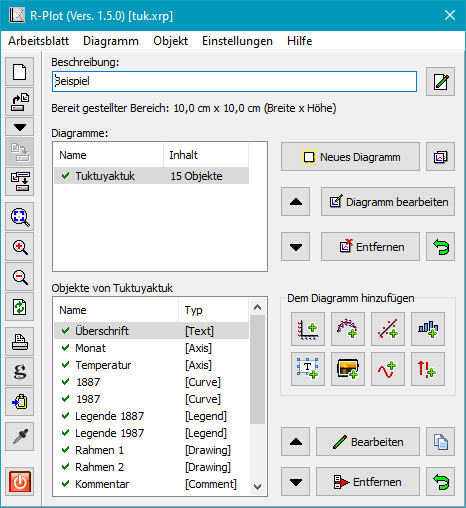 R-Plot (Vers. 1.5.0) [tuk.xrp]
Arbeitsblatt Diagramm Objekt Einstellungen Hilfe
Beschreibung:
Beispiel
Bereit gestellter Bereich: 10,0 cm x 10,0 cm (Breite x Höhe)
Diagramme:
Name Inhalt
Tuktuyaktuk 15 Objekte
Neues Diagramm
Diagramm bearbeiten
Entfernen
Objekte von Tuktuyaktuk
Name Typ
Überschrift [Text]
Monat [Axis]
Temperatur [Axis]
1887 [Curve]
1987 [Curve]
Legende 1887 [Legend]
Legende 1987 [Legend]
Rahmen 1 [Drawing]
Rahmen 2 [Drawing]
Kommentar [Comment]
Dem Diagramm hinzufügen
T
Bearbeiten
Entfernen
g